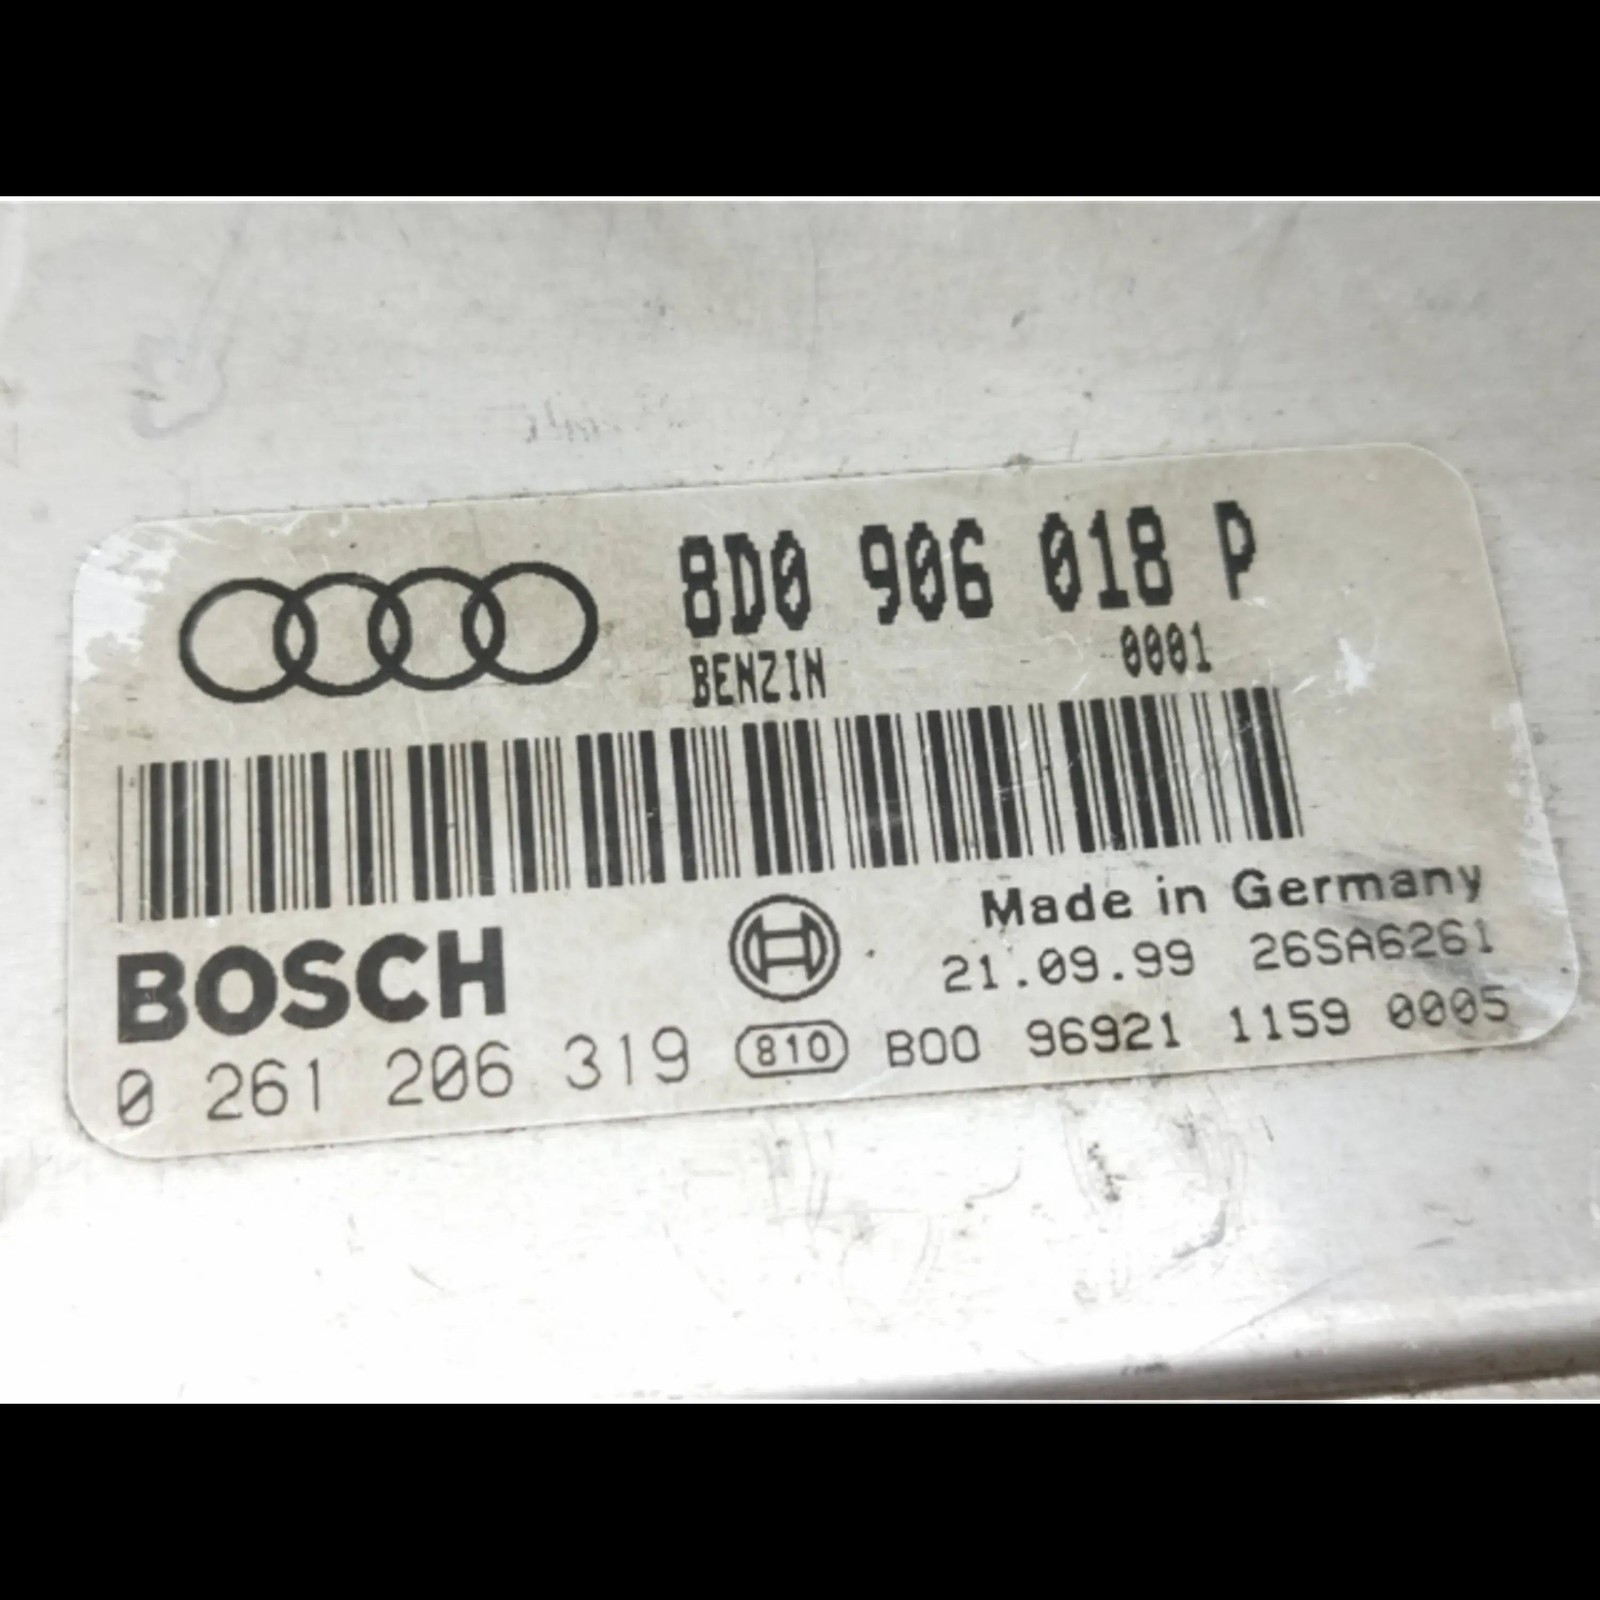 8D0 906 018 P
BENZIN 0001
Made in Germany
BOSCH 21.09.99 26SA6261
0 261 206 319 810 B00 96921 1159 0005